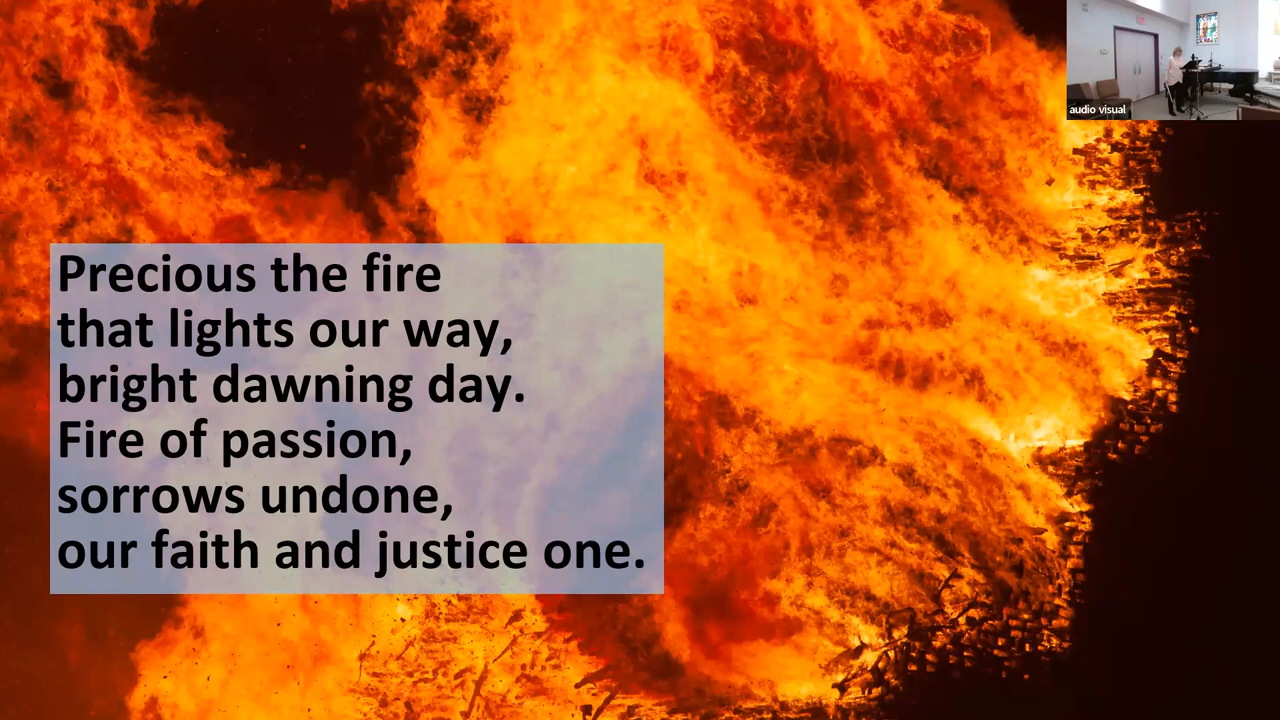 Precious the fire
that lights our way,
bright dawning day.
Fire of passion,
sorrows undone,
our faith and justice one.
audio visual